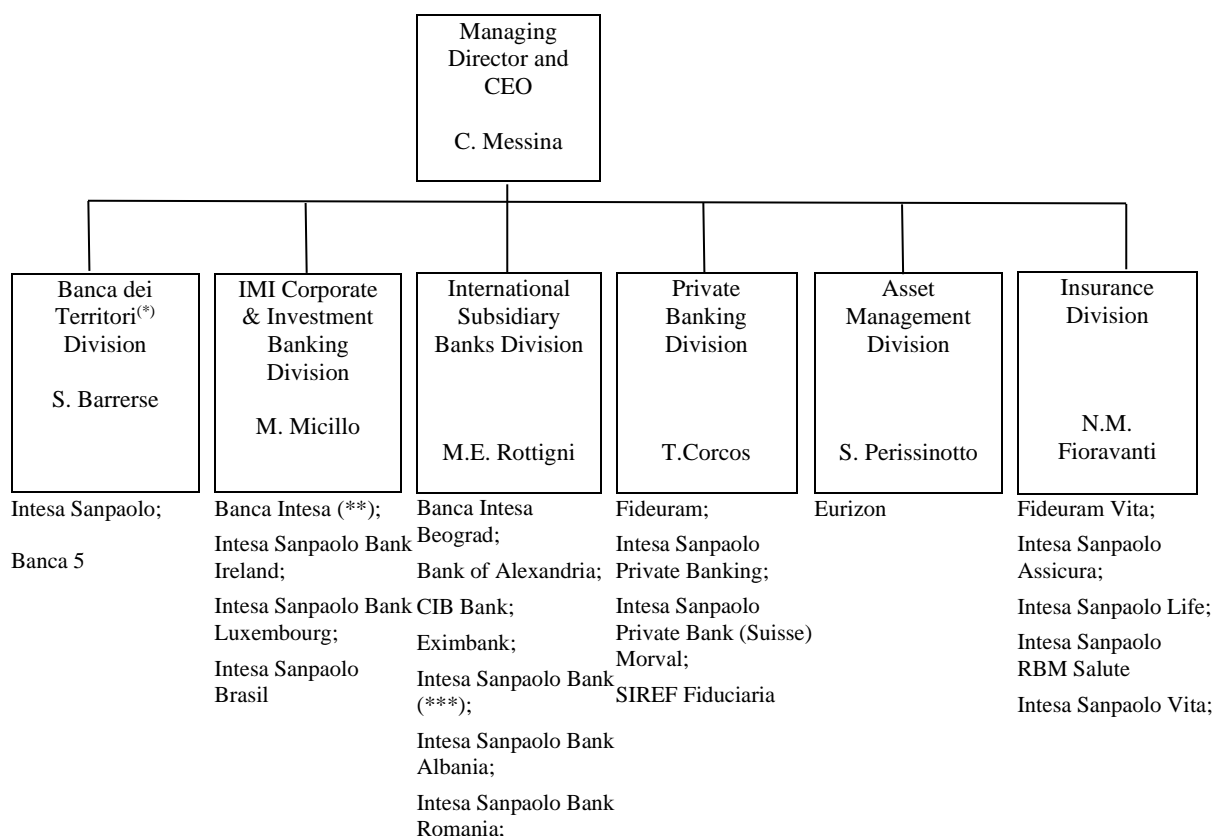 Managing
Director and
CEO
C. Messina
Banca dei
Territori(*)
Division
S. Barrerse
IMI Corporate
& Investment
Banking
Division
M. Micillo
International
Subsidiary
Banks Division
M.E. Rottigni
Private
Banking
Division
T.Corcos
Asset
Management
Division
S. Perissinotto
Insurance
Division
N.M.
Fioravanti
Intesa Sanpaolo;
Banca 5
Banca Intesa (**);
Intesa Sanpaolo Bank
Ireland;
Intesa Sanpaolo Bank
Luxembourg;
Intesa Sanpaolo
Brasil
Banca Intesa
Beograd;
Bank of Alexandria;
CIB Bank;
Eximbank;
Intesa Sanpaolo Bank
(***);
Intesa Sanpaolo Bank
Albania;
Intesa Sanpaolo Bank
Romania;
Fideuram;
Intesa Sanpaolo
Private Banking;
Intesa Sanpaolo
Private Bank (Suisse)
Morval;
SIREF Fiduciaria
Eurizon
Fideuram Vita;
Intesa Sanpaolo
Assicura;
Intesa Sanpaolo Life;
Intesa Sanpaolo
RBM Salute
Intesa Sanpaolo Vita;